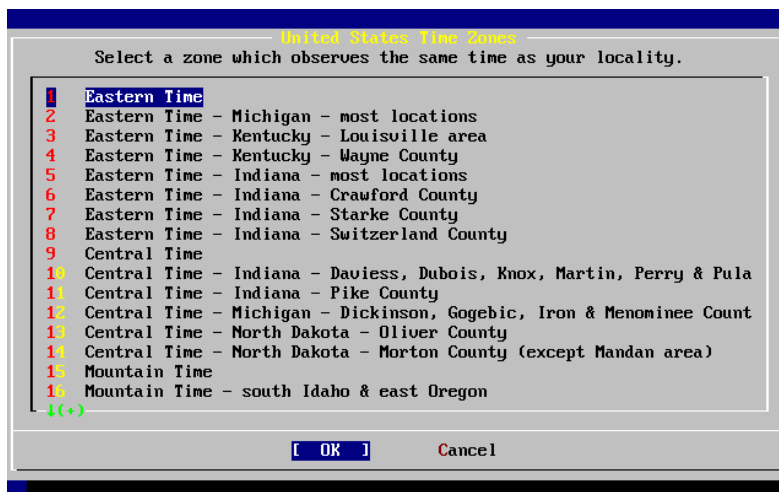 United States Time Zones
Select a zone which observes the same time as your locality.
1 Eastern Time
2 Eastern Time - Michigan - most locations
3 Eastern Time - Kentucky - Louisville area
4 Eastern Time - Kentucky - Wayne County
5 Eastern Time - Indiana - most locations
6 Eastern Time - Indiana - Crawford County
7 Eastern Time - Indiana - Starke County
8 Eastern Time - Indiana - Switzerland County
9 Central Time
10 Central Time - Indiana - Daviess, Dubois, Knox, Martin, Perry & Pula
11 Central Time - Indiana - Pike County
12 Central Time - Michigan - Dickinson, Gogebic, Iron & Menominee Count
13 Central Time - North Dakota - Oliver County
14 Central Time - North Dakota - Morton County (except Mandan area)
15 Mountain Time
16 Mountain Time - south Idaho & east Oregon
↓(+)
[ OK ] Cancel